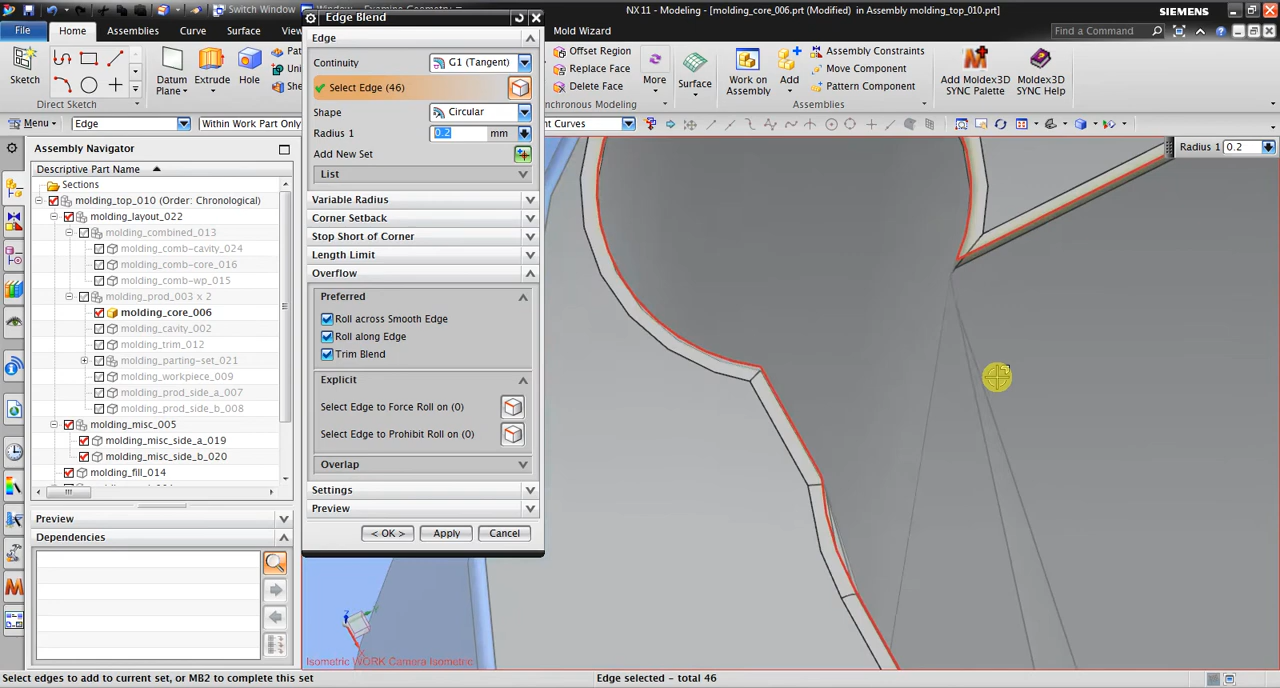 Switch Window
Window
NX 11 - Modeling - [molding_core_006.prt (Modified) in Assembly molding_top_010.prt]
SIEMENS
File
Home
Assemblies
Curve
Surface
Mold Wizard
Find a Command
Sketch
Direct Sketch
Datum Plane
Extrude
Hole
Offset Region
Replace Face
Delete Face
More
Surface
Work on Assembly
Add
Assembly Constraints
Move Component
Pattern Component
Add Moldex3D SYNC Palette
Moldex3D SYNC Help
Assemblies
Menu
Edge
Within Work Part Only
Edge Blend
Edge
Continuity
G1 (Tangent)
Select Edge (46)
Shape
Circular
Radius 1
0.2
mm
Add New Set
List
Variable Radius
Corner Setback
Stop Short of Corner
Length Limit
Overflow
Preferred
Roll across Smooth Edge
Roll along Edge
Trim Blend
Explicit
Select Edge to Force Roll on (0)
Select Edge to Prohibit Roll on (0)
Overlap
Settings
Preview
< OK >
Apply
Cancel
Radius 1
0.2
Assembly Navigator
Descriptive Part Name
Sections
molding_top_010 (Order: Chronological)
molding_layout_022
molding_combined_013
molding_comb-cavity_024
molding_comb-core_016
molding_comb-wp_015
molding_prod_003 x 2
molding_core_006
molding_cavity_002
molding_trim_012
molding_parting-set_021
molding_workpiece_009
molding_prod_side_a_007
molding_prod_side_b_008
molding_misc_005
molding_misc_side_a_019
molding_misc_side_b_020
molding_fill_014
Preview
Dependencies
Isometric WORK Camera Isometric
Select edges to add to current set, or MB2 to complete this set
Edge selected - total 46